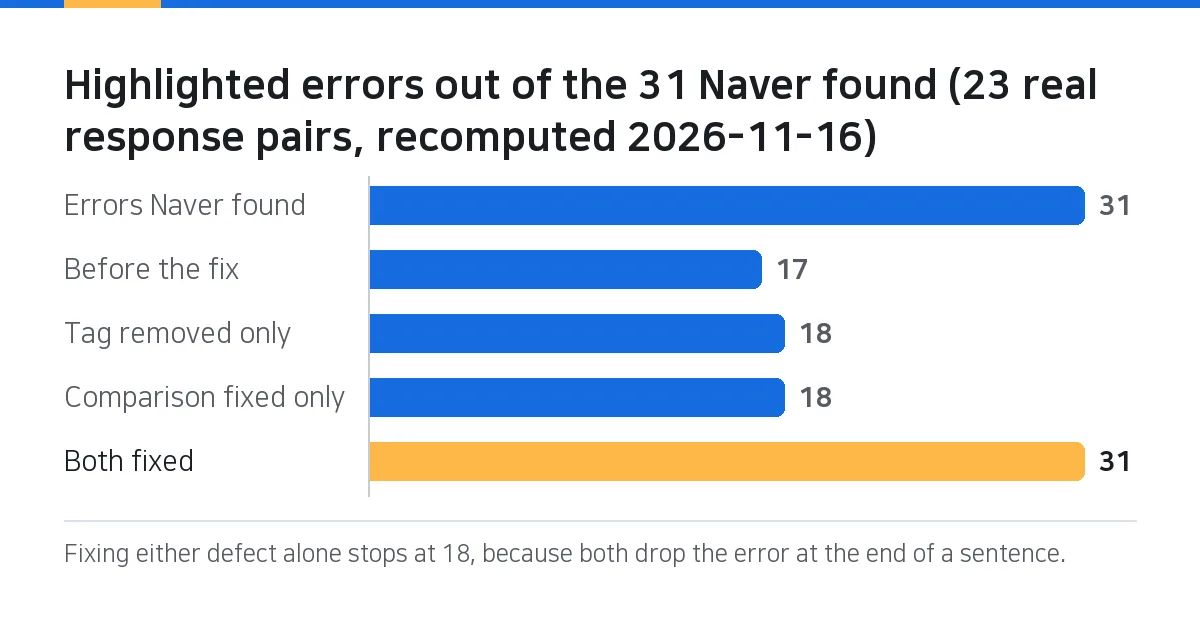 Highlighted errors out of the 31 Naver found (23 real
response pairs, recomputed 2026-11-16)
Errors Naver found 31
Before the fix 17
Tag removed only 18
Comparison fixed only 18
Both fixed 31
Fixing either defect alone stops at 18, because both drop the error at the end of a sentence.